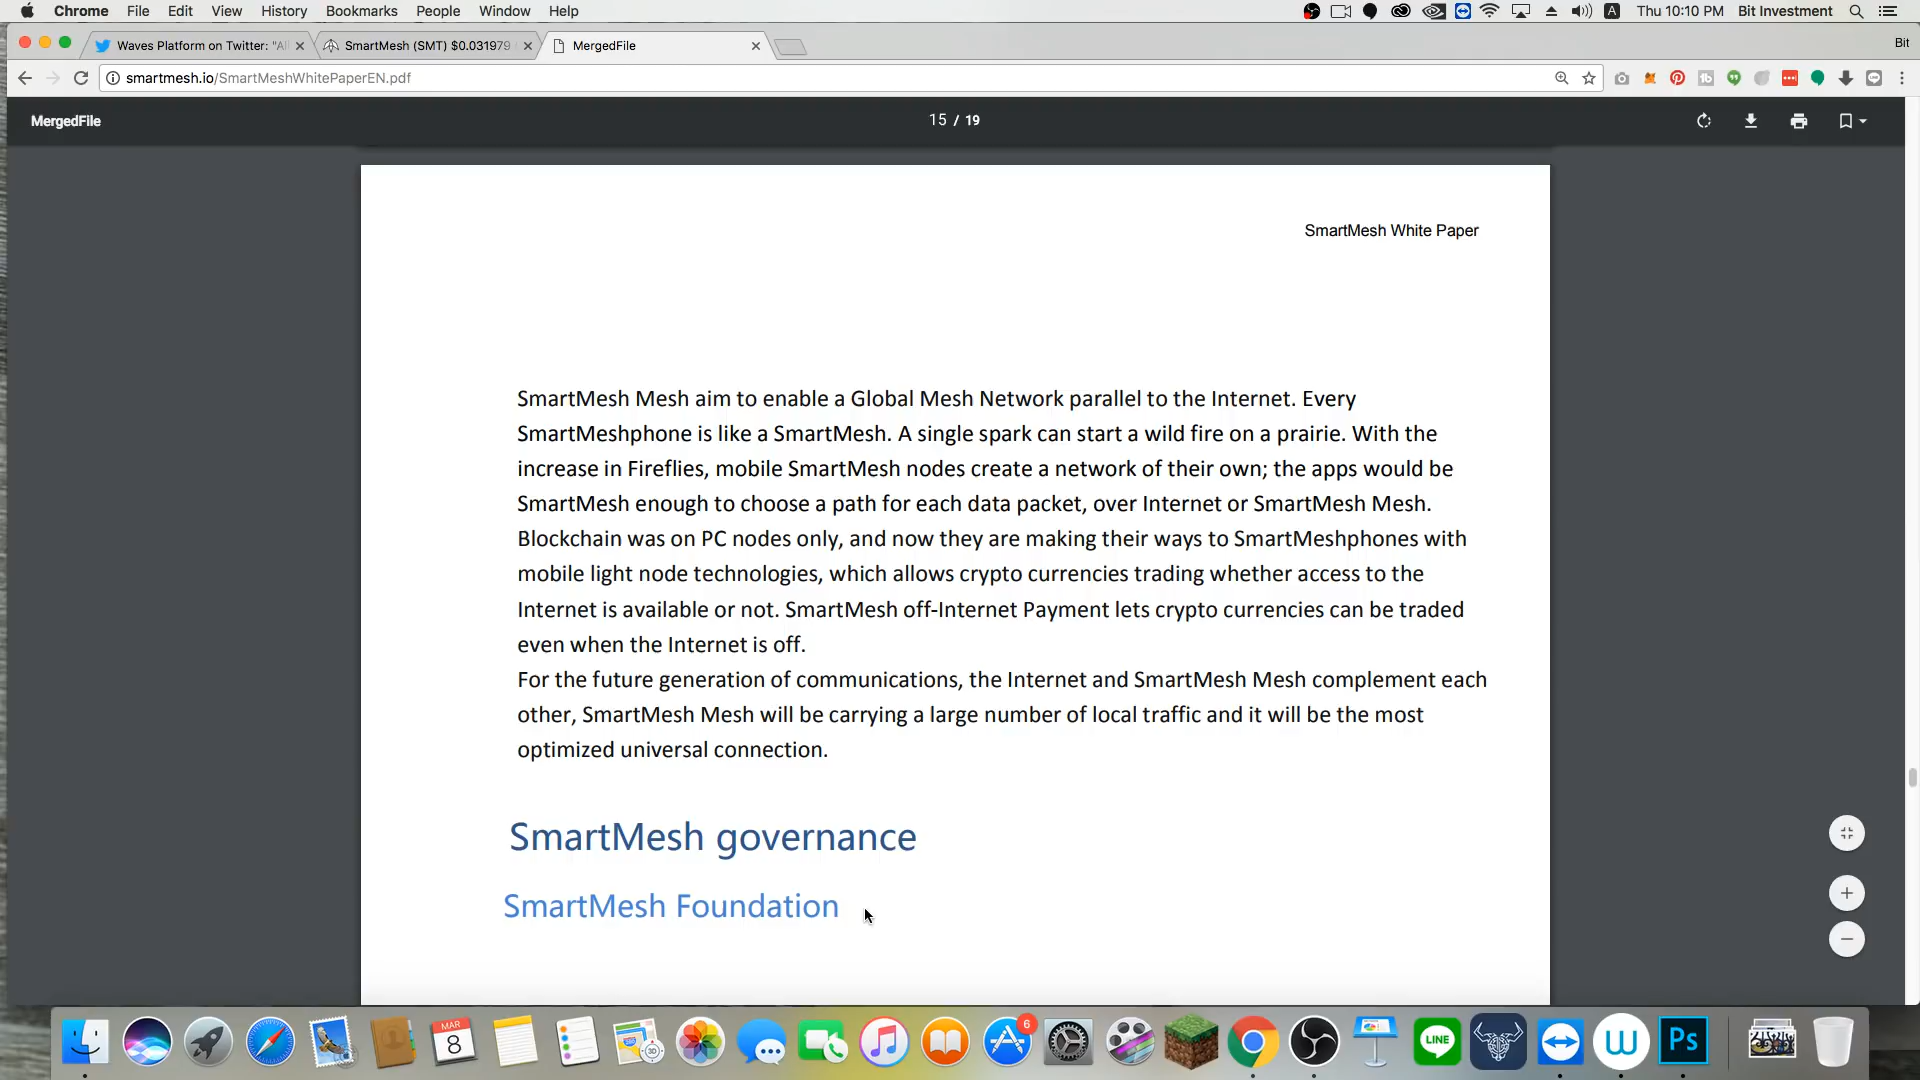 Chrome File Edit View History Bookmarks People Window Help
Thu 10:10 PM Bit Investment
Waves Platform on Twitter: "All
SmartMesh (SMT) $0.031979
MergedFile
Bit
smartmesh.io/SmartMeshWhitePaperEN.pdf
MergedFile
15 / 19
SmartMesh White Paper
SmartMesh Mesh aim to enable a Global Mesh Network parallel to the Internet. Every
SmartMeshphone is like a SmartMesh. A single spark can start a wild fire on a prairie. With the
increase in Fireflies, mobile SmartMesh nodes create a network of their own; the apps would be
SmartMesh enough to choose a path for each data packet, over Internet or SmartMesh Mesh.
Blockchain was on PC nodes only, and now they are making their ways to SmartMeshphones with
mobile light node technologies, which allows crypto currencies trading whether access to the
Internet is available or not. SmartMesh off-Internet Payment lets crypto currencies can be traded
even when the Internet is off.
For the future generation of communications, the Internet and SmartMesh Mesh complement each
other, SmartMesh Mesh will be carrying a large number of local traffic and it will be the most
optimized universal connection.
SmartMesh governance
SmartMesh Foundation
MAR
8
6
LINE
W
Ps